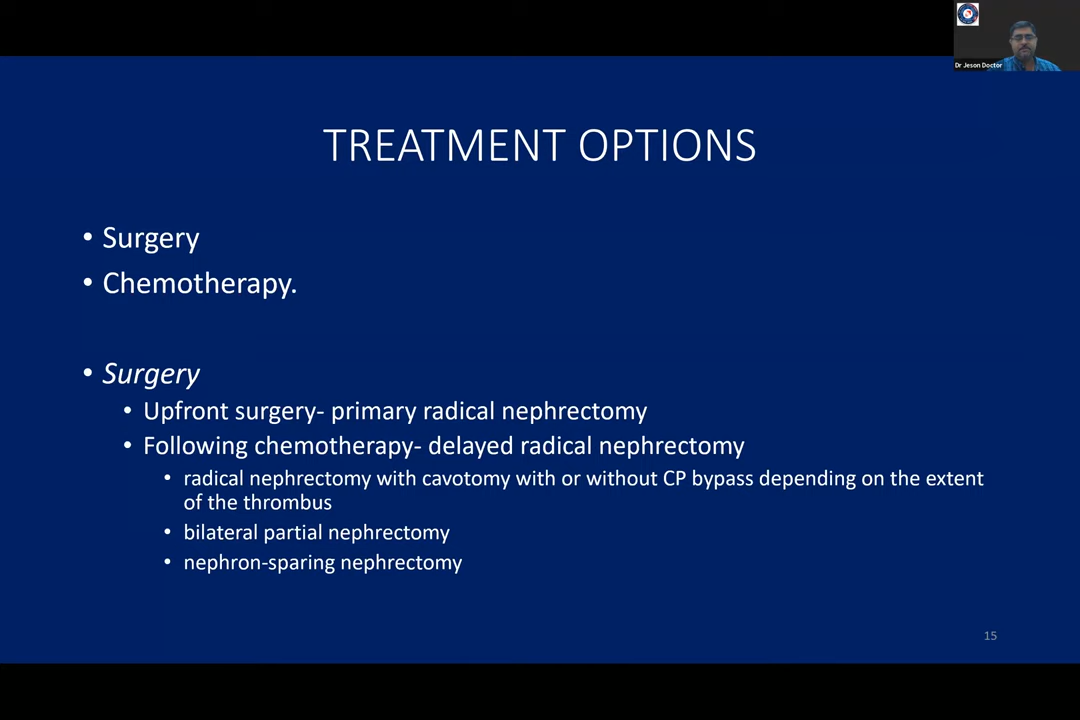 Dr Jeson Doctor
TREATMENT OPTIONS
• Surgery
• Chemotherapy.
• Surgery
• Upfront surgery- primary radical nephrectomy
• Following chemotherapy- delayed radical nephrectomy
• radical nephrectomy with cavotomy with or without CP bypass depending on the extent
of the thrombus
• bilateral partial nephrectomy
• nephron-sparing nephrectomy
15